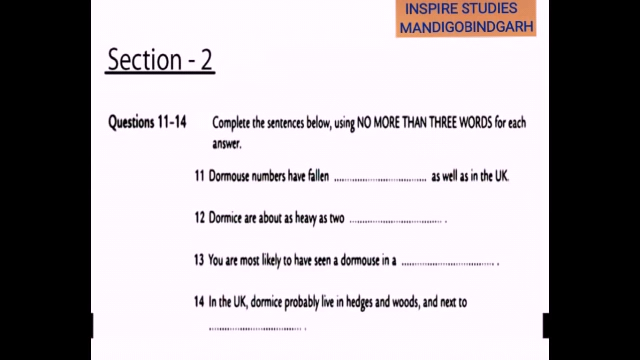 INSPIRE STUDIES
MANDIGOBINDGARH
Section - 2
Questions 11-14 Complete the sentences below, using NO MORE THAN THREE WORDS for each
answer.
11 Dormouse numbers have fallen .............................. as well as in the UK.
12 Dormice are about as heavy as two .............................. .
13 You are most likely to have seen a dormouse in a .............................. .
14 In the UK, dormice probably live in hedges and woods, and next to
.............................. .